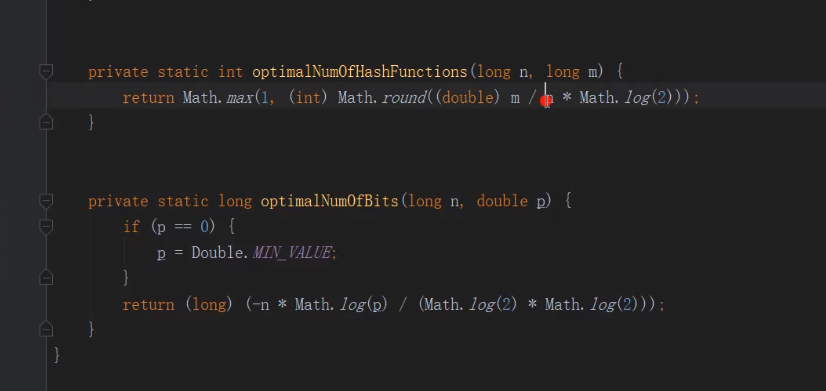 private static int optimalNumOfHashFunctions(long n, long m) {
return Math.max(1, (int) Math.round((double) m / n * Math.log(2)));
}
private static long optimalNumOfBits(long n, double p) {
if (p == 0) {
p = Double.MIN_VALUE;
}
return (long) (-n * Math.log(p) / (Math.log(2) * Math.log(2)));
}
}